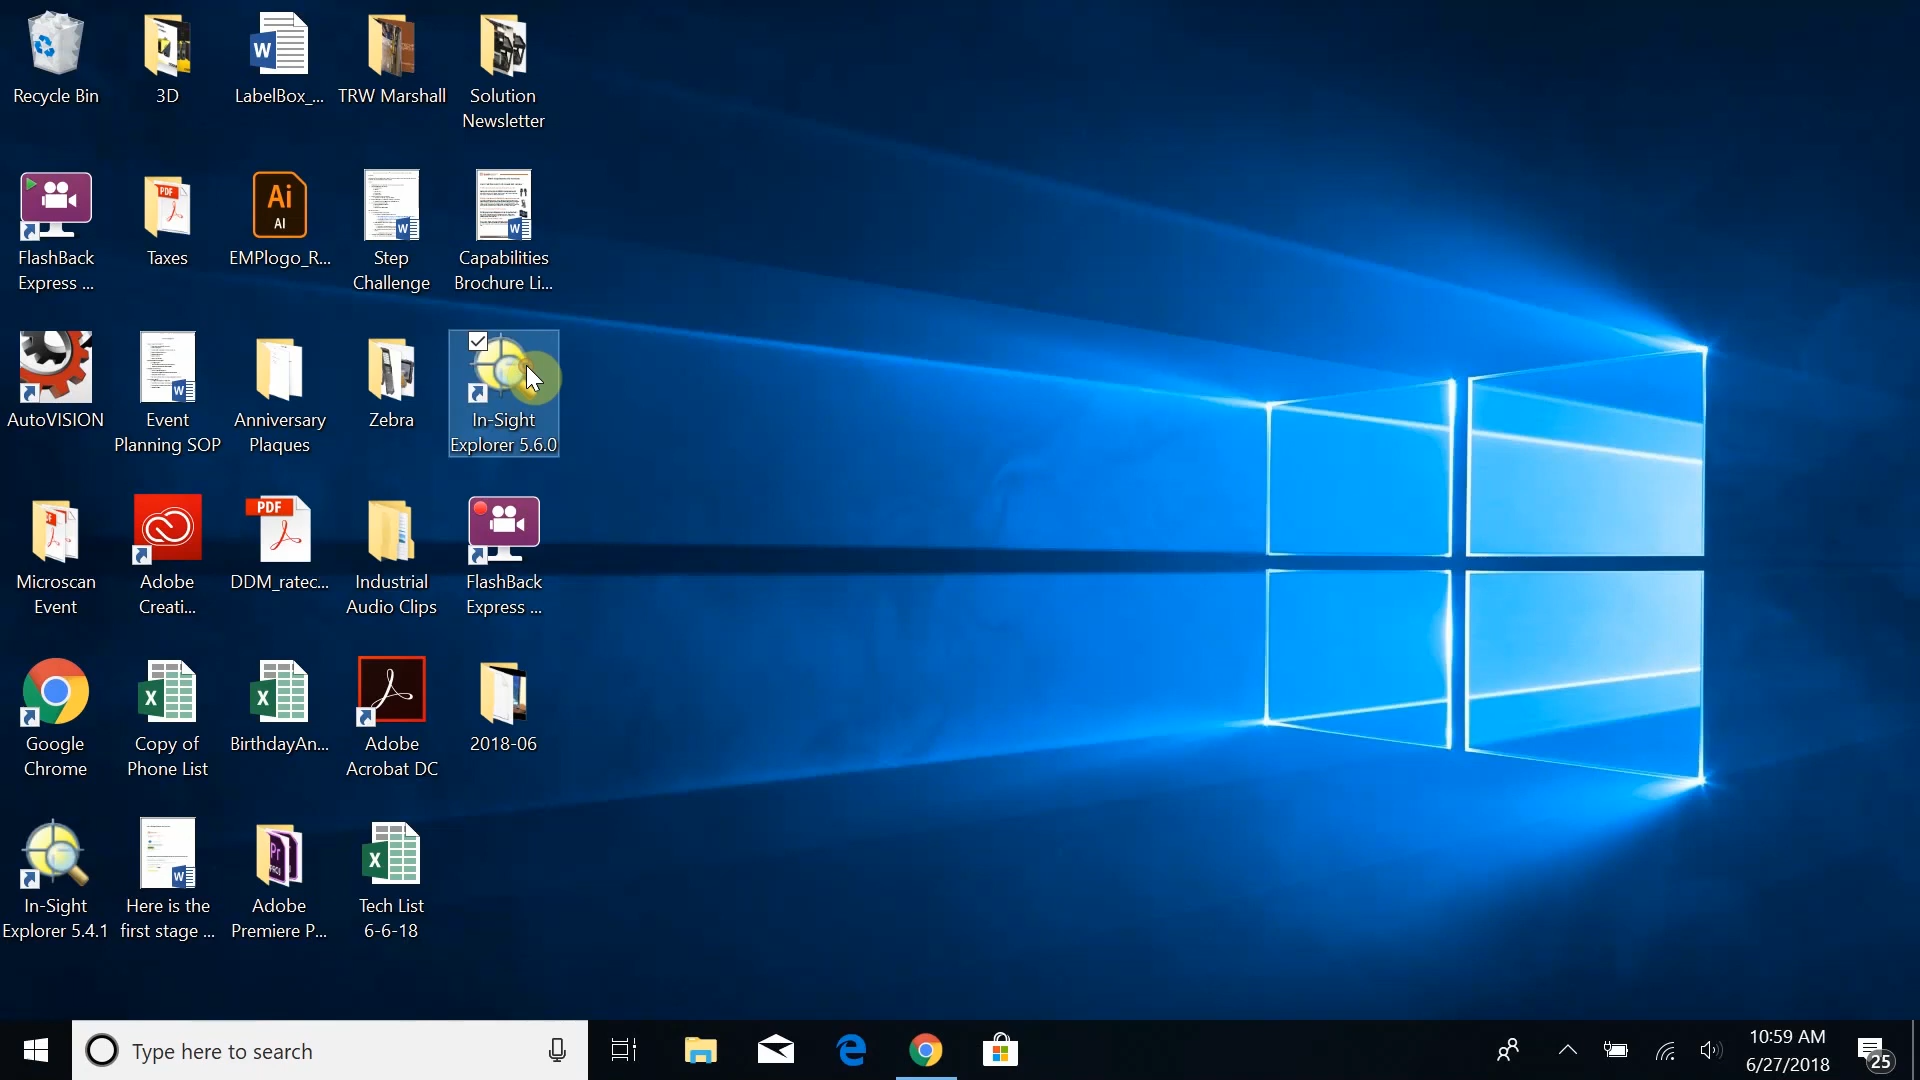 Recycle Bin
3D
LabelBox_...
TRW Marshall
Solution
Newsletter
FlashBack
Express ...
PDF
Taxes
Ai
AI
EMPlogo_R...
Step
Challenge
Capabilities
Brochure Li...
AutoVISION
Event
Planning SOP
Anniversary
Plaques
Zebra
In-Sight
Explorer 5.6.0
Microscan
Event
Adobe
Creati...
PDF
DDM_ratec...
Industrial
Audio Clips
FlashBack
Express ...
Google
Chrome
Copy of
Phone List
BirthdayAn...
Adobe
Acrobat DC
2018-06
In-Sight
Explorer 5.4.1
Here is the
first stage ...
Adobe
Premiere P...
Tech List
6-6-18
Type here to search
10:59 AM
6/27/2018
25